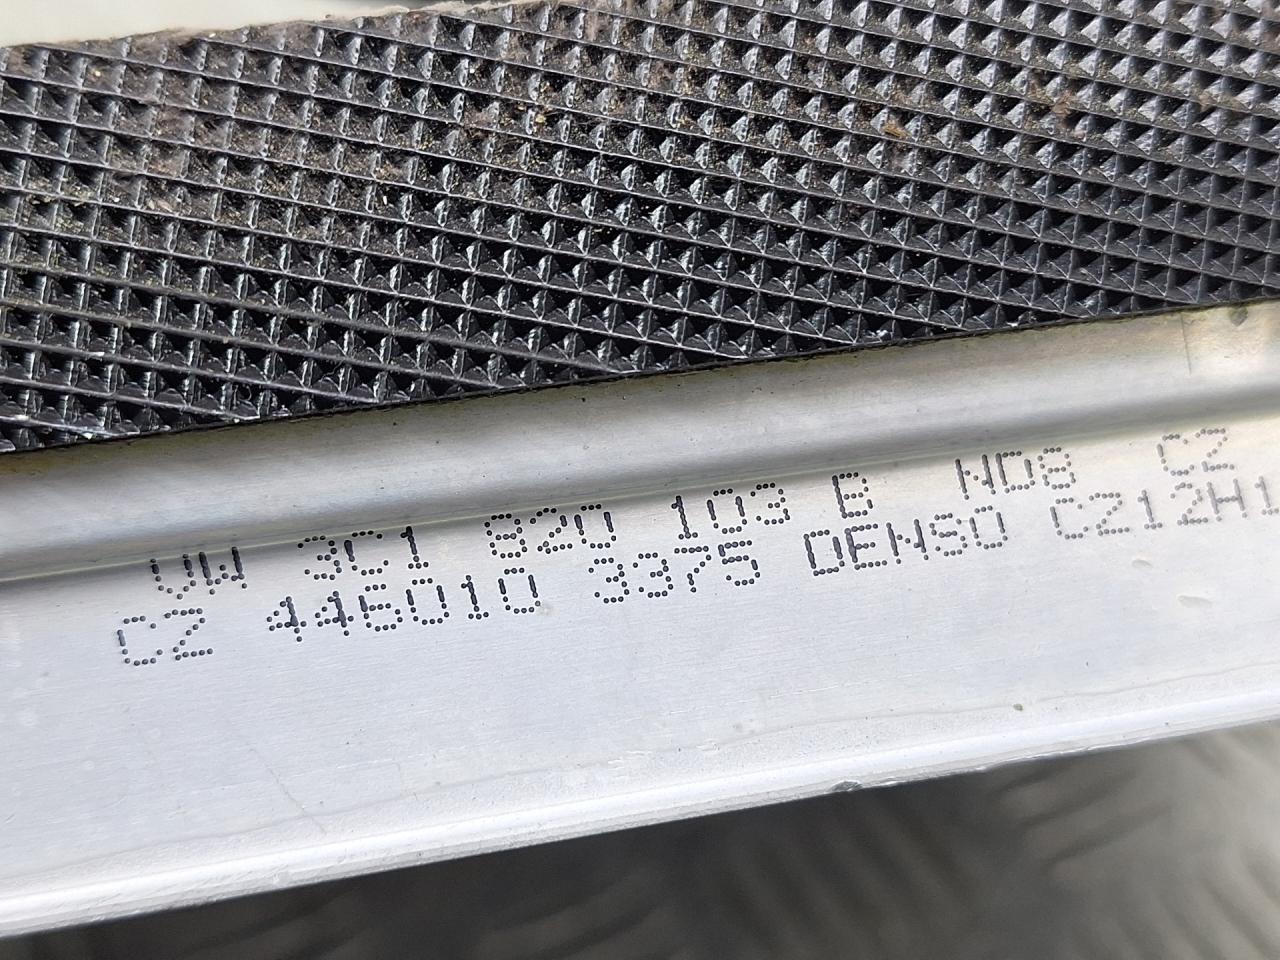 VW 3C1 820 103 B ND8 CZ
CZ 446010 3375 DENSO CZ12H1